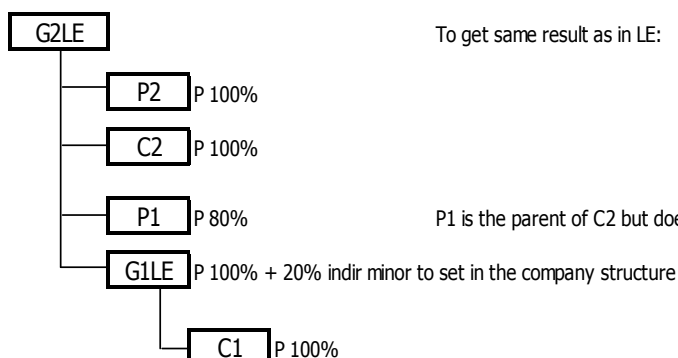 G2LE To get same result as in LE:
P2 P 100%
C2 P 100%
P1 P 80% P1 is the parent of C2 but doe
G1LE P 100% + 20% indir minor to set in the company structure
C1 P 100%